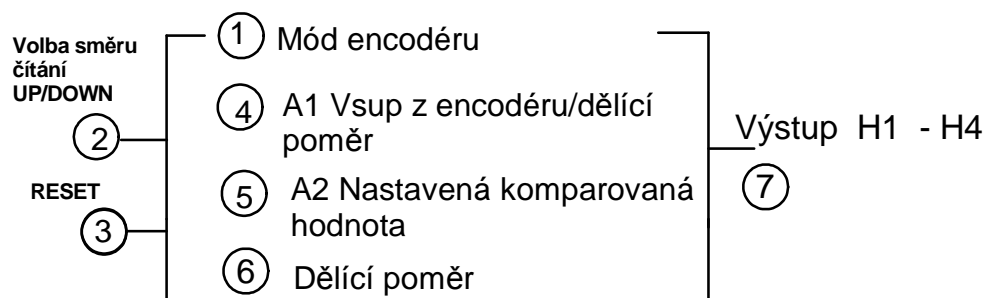 Volba směru
čítání
UP/DOWN
2
RESET
3
1 Mód encodéru
4 A1 Vsup z encodéru/dělící
poměr
5 A2 Nastavená komparovaná
hodnota
6 Dělící poměr
Výstup H1 - H4
7